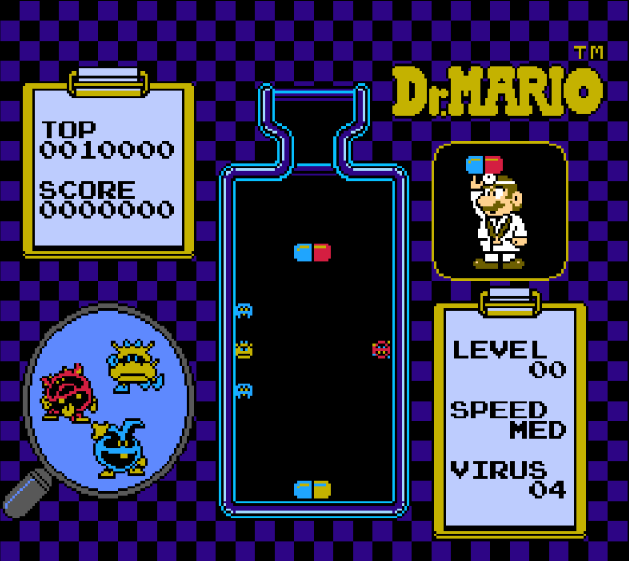 TM
Dr. MARIO
TOP
0010000
SCORE
0000000
LEVEL
00
SPEED
MED
VIRUS
04